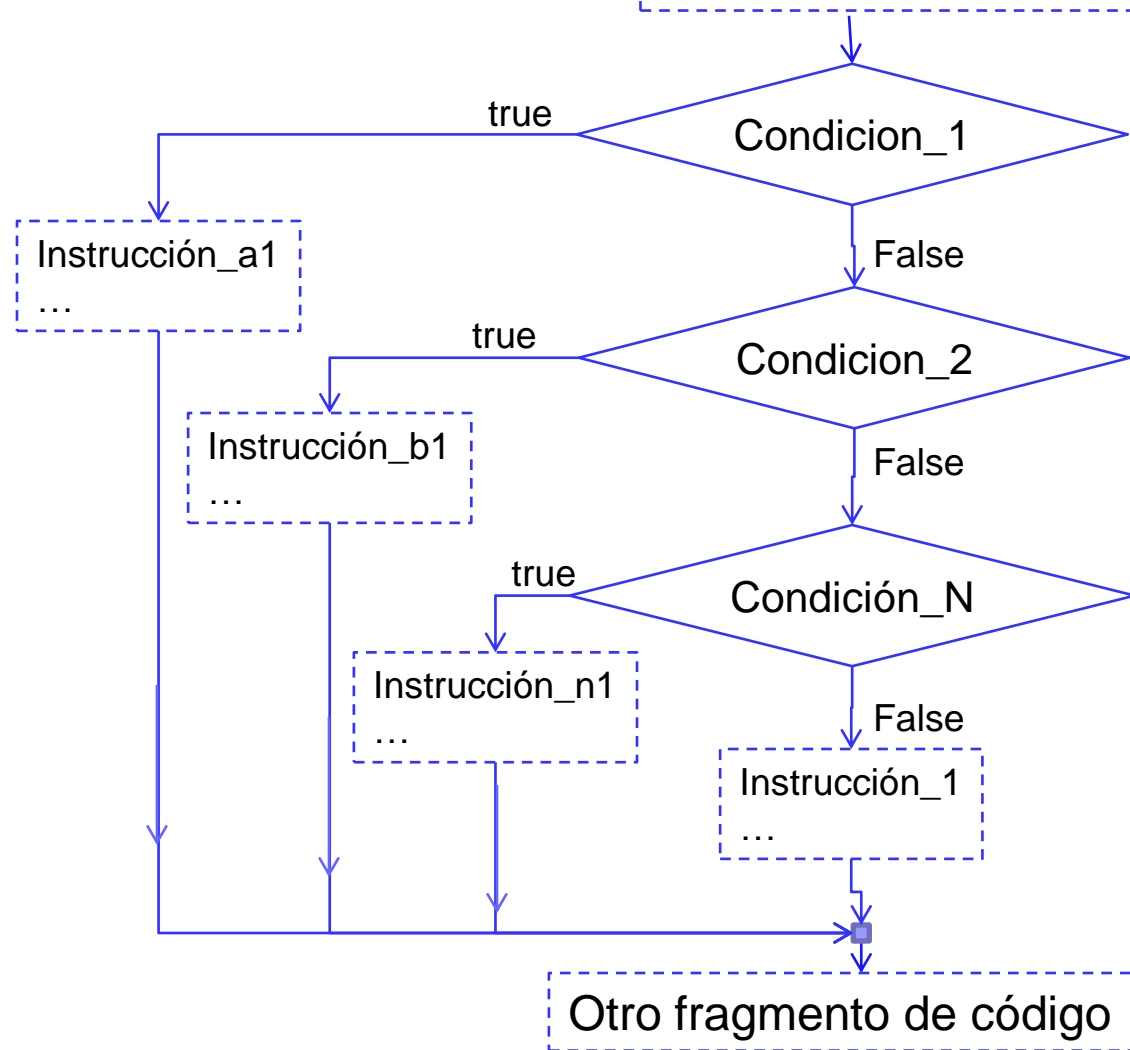 true
Condicion_1
Instrucción_a1
…
False
true
Condicion_2
Instrucción_b1
…
False
true
Condición_N
Instrucción_n1
…
False
Instrucción_1
…
Otro fragmento de código